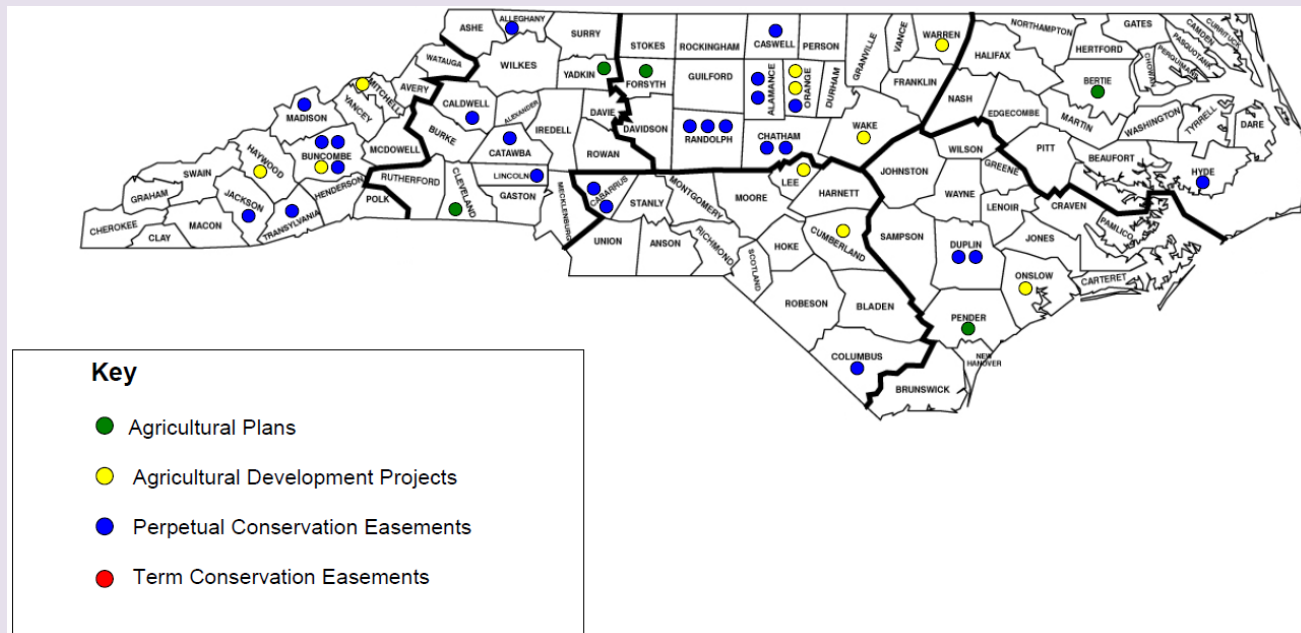 ASHE
ALLEGHANY
SURRY
STOKES
ROCKINGHAM
CASWELL
PERSON
GRANVILLE
VANCE
WARREN
NORTHAMPTON
GATES
CAMDEN
CURRITUCK
PASQUOTANK
PERQUIMANS
HERTFORD
HALIFAX
CHOWAN
WATAUGA
WILKES
YADKIN
FORSYTH
GUILFORD
ALAMANCE
ORANGE
DURHAM
FRANKLIN
NASH
BERTIE
MITCHELL
AVERY
CALDWELL
ALEXANDER
DAVIE
EDGECOMBE
MARTIN
WASHINGTON
TYRRELL
DARE
MADISON
YANCEY
BURKE
IREDELL
DAVIDSON
RANDOLPH
CHATHAM
WAKE
WILSON
PITT
BEAUFORT
HYDE
HAYWOOD
BUNCOMBE
MCDOWELL
CATAWBA
ROWAN
JOHNSTON
GREENE
SWAIN
HENDERSON
RUTHERFORD
CLEVELAND
LINCOLN
GASTON
MECKLENBURG
CABARRUS
STANLY
MONTGOMERY
MOORE
LEE
HARNETT
WAYNE
LENOIR
CRAVEN
PAMLICO
GRAHAM
JACKSON
TRANSYLVANIA
POLK
CHEROKEE
CLAY
MACON
UNION
ANSON
RICHMOND
SCOTLAND
HOKE
CUMBERLAND
SAMPSON
DUPLIN
JONES
ONSLOW
CARTERET
ROBESON
BLADEN
PENDER
COLUMBUS
NEW
HANOVER
BRUNSWICK
Key
Agricultural Plans
Agricultural Development Projects
Perpetual Conservation Easements
Term Conservation Easements